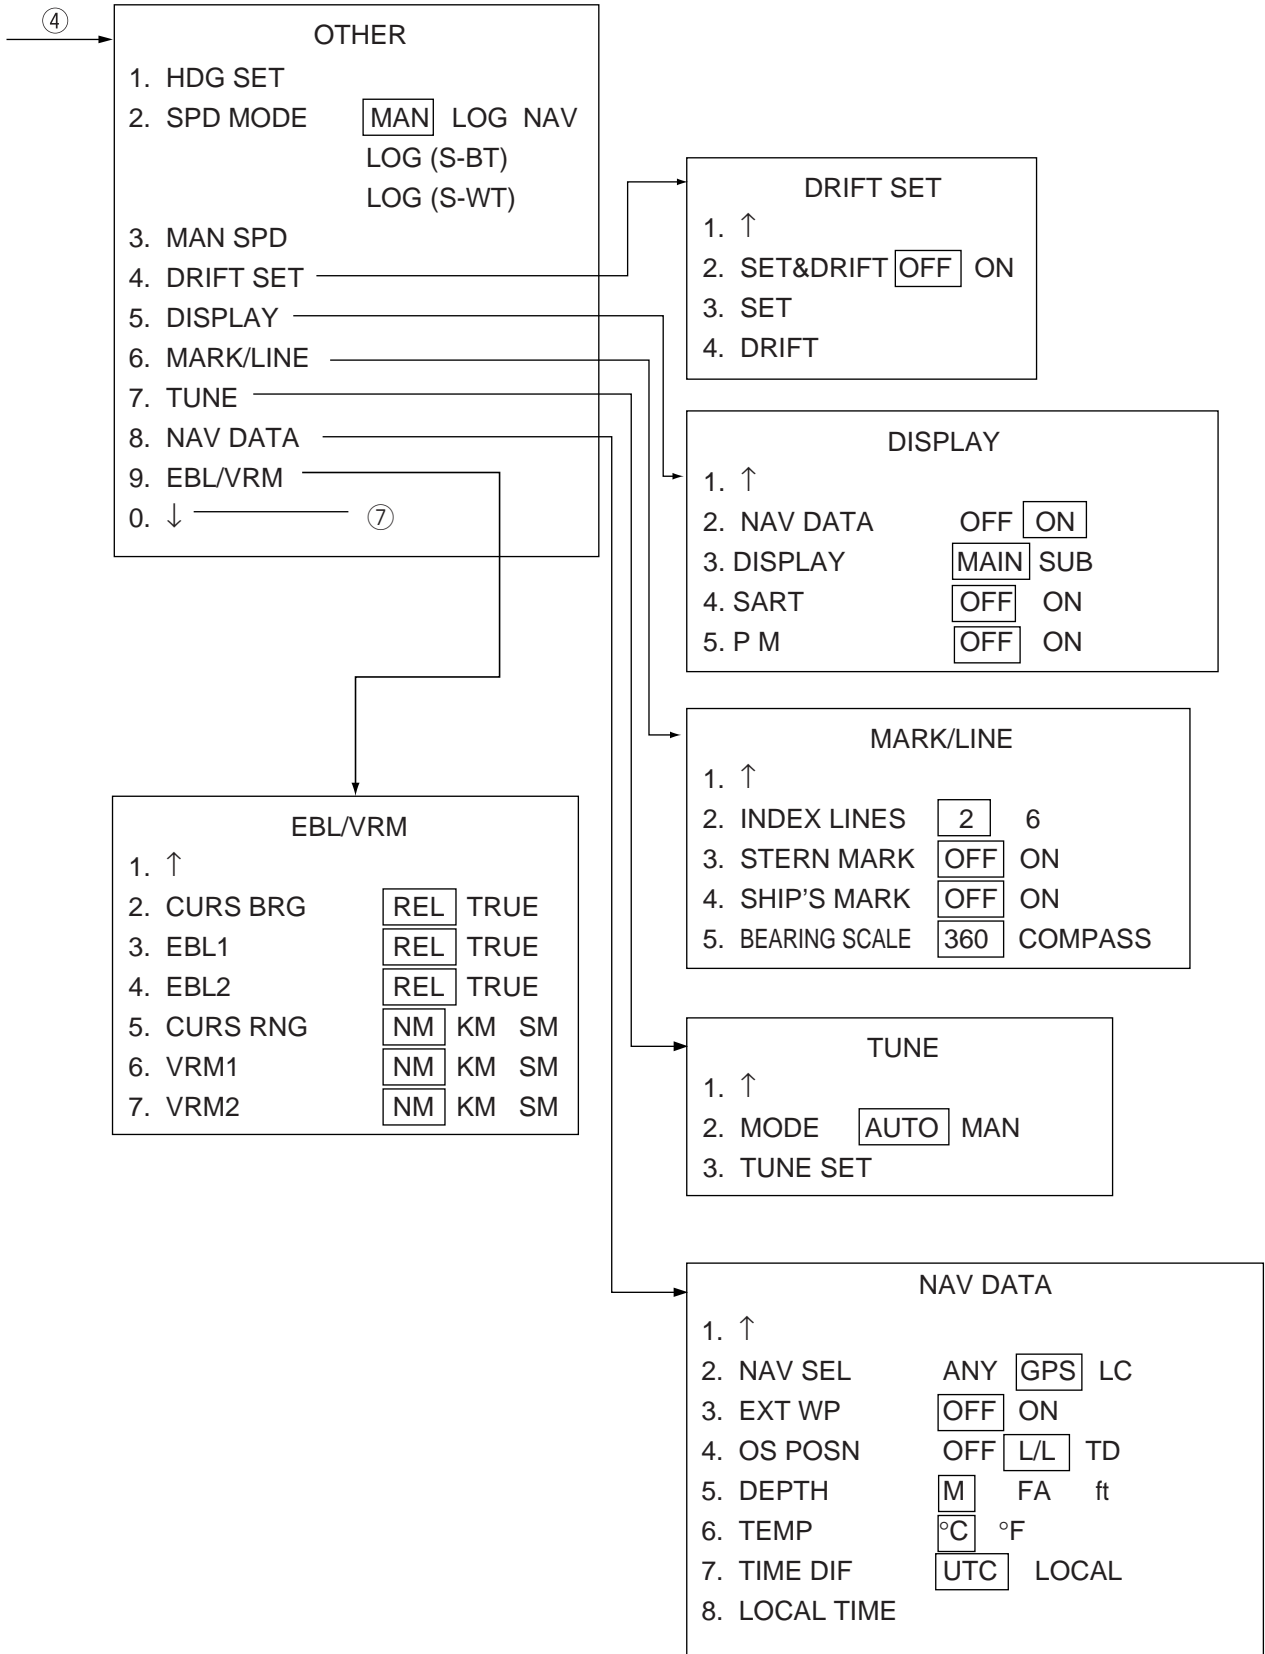 ④
OTHER
1. HDG SET
2. SPD MODE MAN LOG NAV
LOG (S-BT)
LOG (S-WT)
3. MAN SPD
4. DRIFT SET
5. DISPLAY
6. MARK/LINE
7. TUNE
8. NAV DATA
9. EBL/VRM
0. ↓ ⑦
DRIFT SET
1. ↑
2. SET&DRIFT OFF ON
3. SET
4. DRIFT
DISPLAY
1. ↑
2. NAV DATA OFF ON
3. DISPLAY MAIN SUB
4. SART OFF ON
5. P M OFF ON
MARK/LINE
1. ↑
2. INDEX LINES 2 6
3. STERN MARK OFF ON
4. SHIP'S MARK OFF ON
5. BEARING SCALE 360 COMPASS
EBL/VRM
1. ↑
2. CURS BRG REL TRUE
3. EBL1 REL TRUE
4. EBL2 REL TRUE
5. CURS RNG NM KM SM
6. VRM1 NM KM SM
7. VRM2 NM KM SM
TUNE
1. ↑
2. MODE AUTO MAN
3. TUNE SET
NAV DATA
1. ↑
2. NAV SEL ANY GPS LC
3. EXT WP OFF ON
4. OS POSN OFF L/L TD
5. DEPTH M FA ft
6. TEMP °C °F
7. TIME DIF UTC LOCAL
8. LOCAL TIME